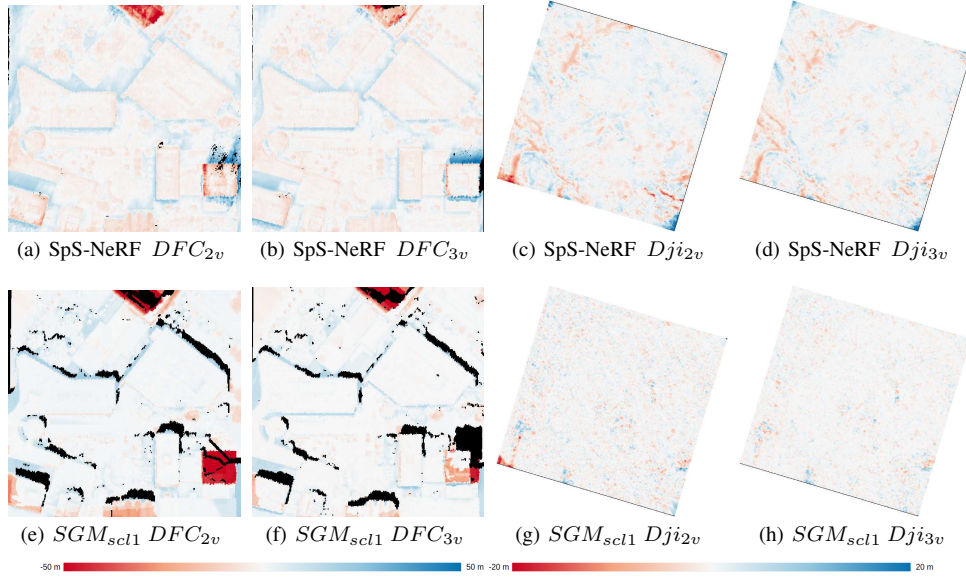 (a) SpS-NeRF DFC2v
(b) SpS-NeRF DFC3v
(c) SpS-NeRF Dji2v
(d) SpS-NeRF Dji3v
(e) SGMscl1 DFC2v
(f) SGMscl1 DFC3v
(g) SGMscl1 Dji2v
(h) SGMscl1 Dji3v
-50 m 50 m -20 m 20 m